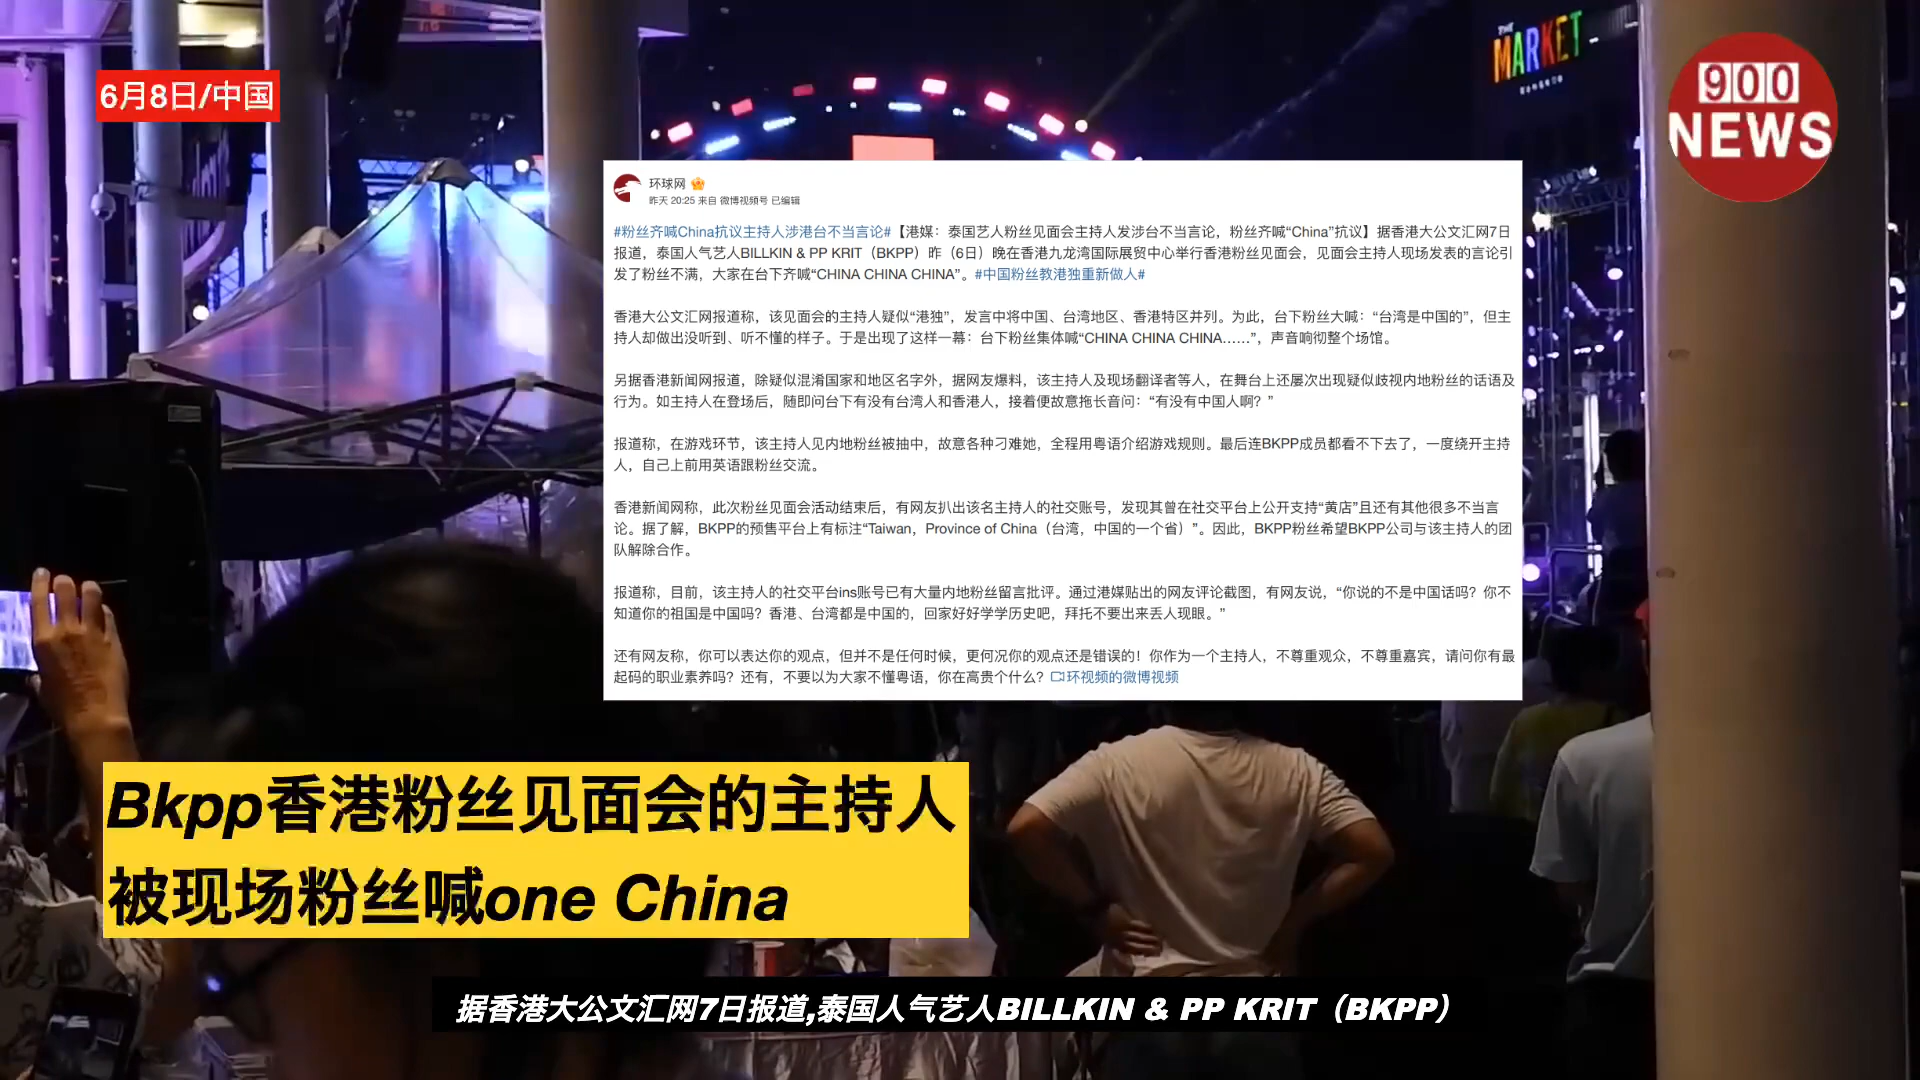 THE
MARKET
BANGKOK
6月8日/中国
900
NEWS
环球网
昨天 20:25 来自 微博视频号 已编辑
#粉丝齐喊China抗议主持人涉港台不当言论#【港媒：泰国艺人粉丝见面会主持人发涉台不当言论，粉丝齐喊“China”抗议】据香港大公文汇网7日
报道，泰国人气艺人BILLKIN & PP KRIT（BKPP）昨（6日）晚在香港九龙湾国际展贸中心举行香港粉丝见面会，见面会主持人现场发表的言论引
发了粉丝不满，大家在台下齐喊“CHINA CHINA CHINA”。#中国粉丝教港独重新做人#
香港大公文汇网报道称，该见面会的主持人疑似“港独”，发言中将中国、台湾地区、香港特区并列。为此，台下粉丝大喊：“台湾是中国的”，但主
持人却做出没听到、听不懂的样子。于是出现了这样一幕：台下粉丝集体喊“CHINA CHINA CHINA……”，声音响彻整个场馆。
另据香港新闻网报道，除疑似混淆国家和地区名字外，据网友爆料，该主持人及现场翻译者等人，在舞台上还屡次出现疑似歧视内地粉丝的话语及
行为。如主持人在登场后，随即问台下有没有台湾人和香港人，接着便故意拖长音问：“有没有中国人啊？”
报道称，在游戏环节，该主持人见内地粉丝被抽中，故意各种刁难她，全程用粤语介绍游戏规则。最后连BKPP成员都看不下去了，一度绕开主持
人，自己上前用英语跟粉丝交流。
香港新闻网称，此次粉丝见面会活动结束后，有网友扒出该名主持人的社交账号，发现其曾在社交平台上公开支持“黄店”且还有其他很多不当言
论。据了解，BKPP的预售平台上有标注“Taiwan，Province of China（台湾，中国的一个省）”。因此，BKPP粉丝希望BKPP公司与该主持人的团
队解除合作。
报道称，目前，该主持人的社交平台ins账号已有大量内地粉丝留言批评。通过港媒贴出的网友评论截图，有网友说，“你说的不是中国话吗？你不
知道你的祖国是中国吗？香港、台湾都是中国的，回家好好学学历史吧，拜托不要出来丢人现眼。”
还有网友称，你可以表达你的观点，但并不是任何时候，更何况你的观点还是错误的！你作为一个主持人，不尊重观众，不尊重嘉宾，请问你有最
起码的职业素养吗？还有，不要以为大家不懂粤语，你在高贵个什么？环视频的微博视频
Bkpp香港粉丝见面会的主持人
被现场粉丝喊one China
据香港大公文汇网7日报道,泰国人气艺人BILLKIN & PP KRIT（BKPP）